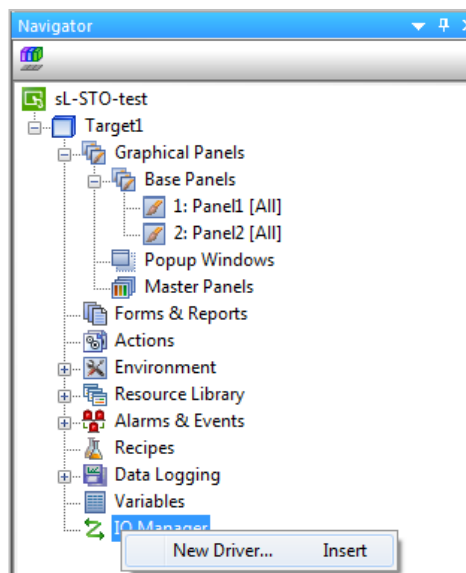 Navigator
sL-STO-test
Target1
Graphical Panels
Base Panels
1: Panel1 [All]
2: Panel2 [All]
Popup Windows
Master Panels
Forms & Reports
Actions
Environment
Resource Library
Alarms & Events
Recipes
Data Logging
Variables
IO Manager
New Driver... Insert